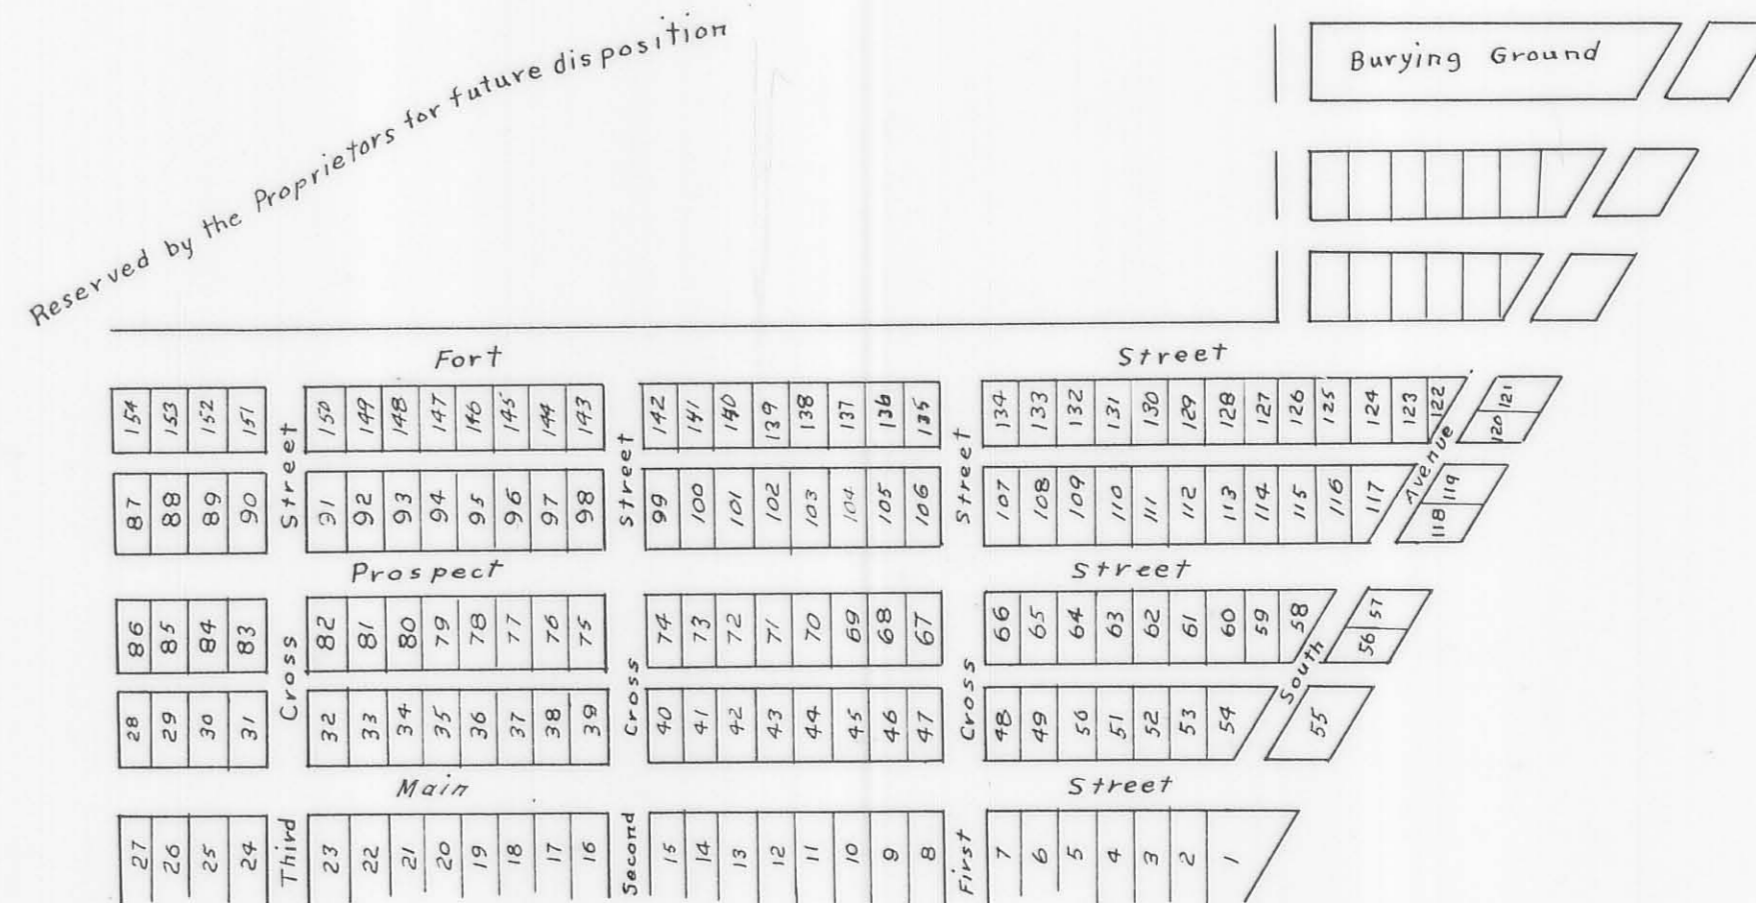 Reserved by the Proprietors for future disposition
Burying Ground
Fort Street
154 153 152 151
150 149 148 147 146 145 144 143
142 141 140 139 138 137 136 135
134 133 132 131 130 129 128 127 126 125 124 123 122
121
120
Street
Street
Street
Avenue
87 88 89 90
91 92 93 94 95 96 97 98
99 100 101 102 103 104 105 106
107 108 109 110 111 112 113 114 115 116 117
119
118
Prospect Street
86 85 84 83
82 81 80 79 78 77 76 75
74 73 72 71 70 69 68 67
66 65 64 63 62 61 60 59 58
57
56
Cross
Cross
Cross
South
28 29 30 31
32 33 34 35 36 37 38 39
40 41 42 43 44 45 46 47
48 49 50 51 52 53 54
55
Main Street
27 26 25 24
Third
23 22 21 20 19 18 17 16
Second
15 14 13 12 11 10 9 8
First
7 6 5 4 3 2 1